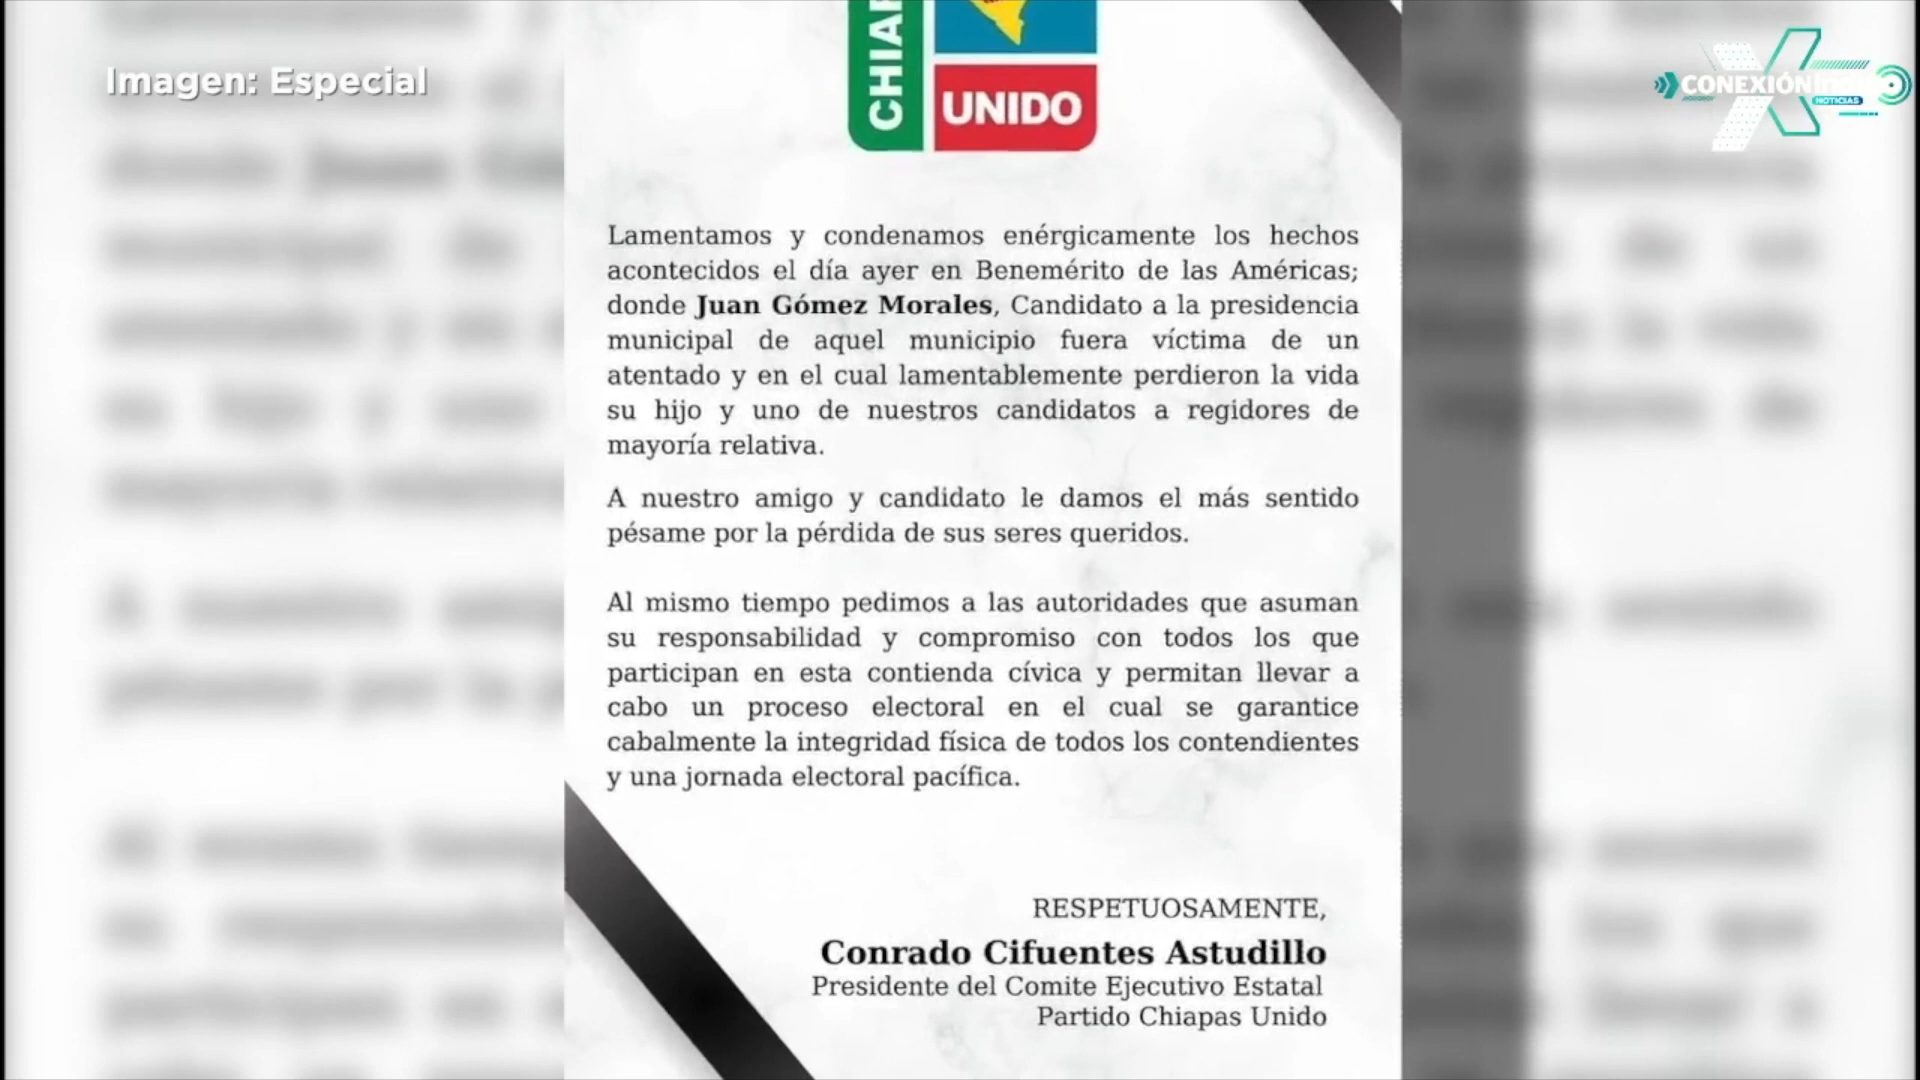 Imagen: Especial
CONEXIÓN
NOTICIAS
UNIDO
Lamentamos y condenamos enérgicamente los hechos
acontecidos el día ayer en Benemérito de las Américas;
donde Juan Gómez Morales, Candidato a la presidencia
municipal de aquel municipio fuera víctima de un
atentado y en el cual lamentablemente perdieron la vida
su hijo y uno de nuestros candidatos a regidores de
mayoría relativa.
A nuestro amigo y candidato le damos el más sentido
pésame por la pérdida de sus seres queridos.
Al mismo tiempo pedimos a las autoridades que asuman
su responsabilidad y compromiso con todos los que
participan en esta contienda cívica y permitan llevar a
cabo un proceso electoral en el cual se garantice
cabalmente la integridad física de todos los contendientes
y una jornada electoral pacífica.
RESPETUOSAMENTE,
Conrado Cifuentes Astudillo
Presidente del Comite Ejecutivo Estatal
Partido Chiapas Unido